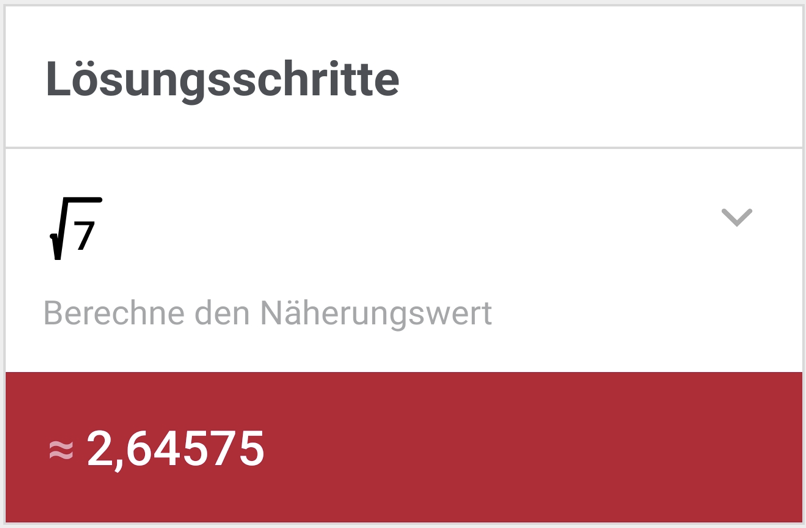 Lösungsschritte
√7
Berechne den Näherungswert
≈ 2,64575